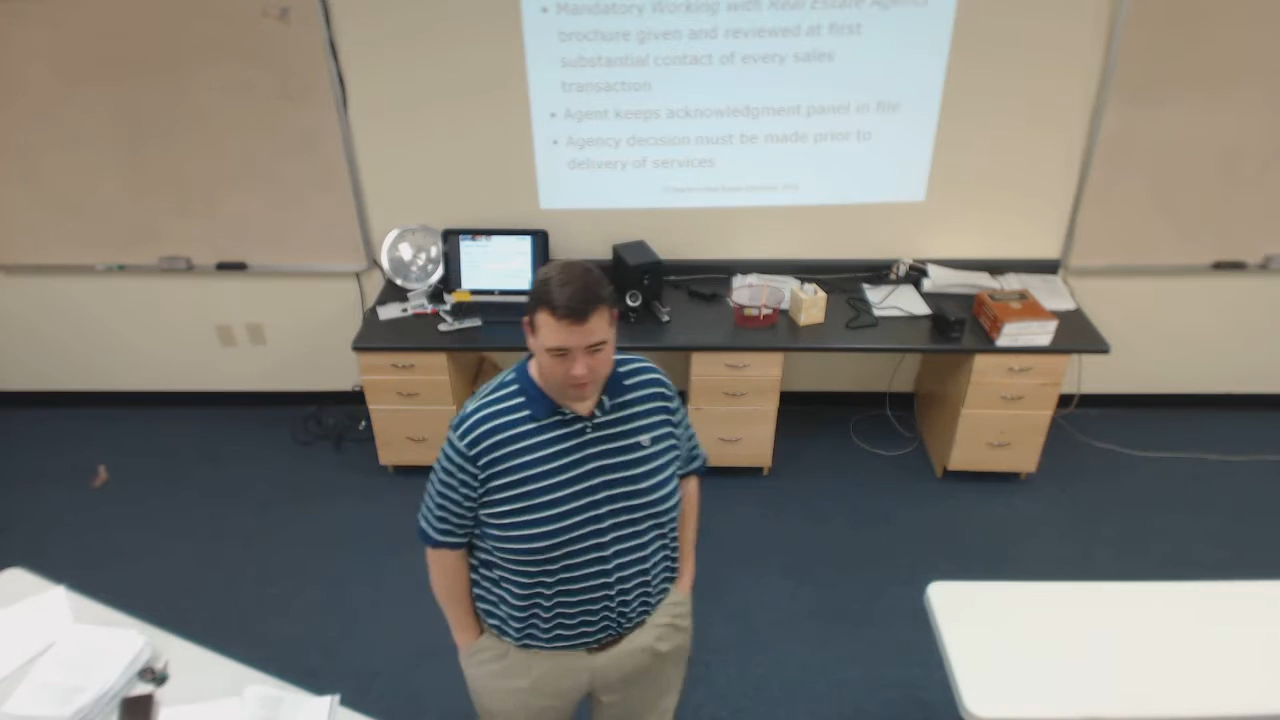 • Mandatory Working with Real Estate Agents
brochure given and reviewed at first
substantial contact of every sales
transaction
• Agent keeps acknowledgment panel in file
• Agency decision must be made prior to
delivery of services